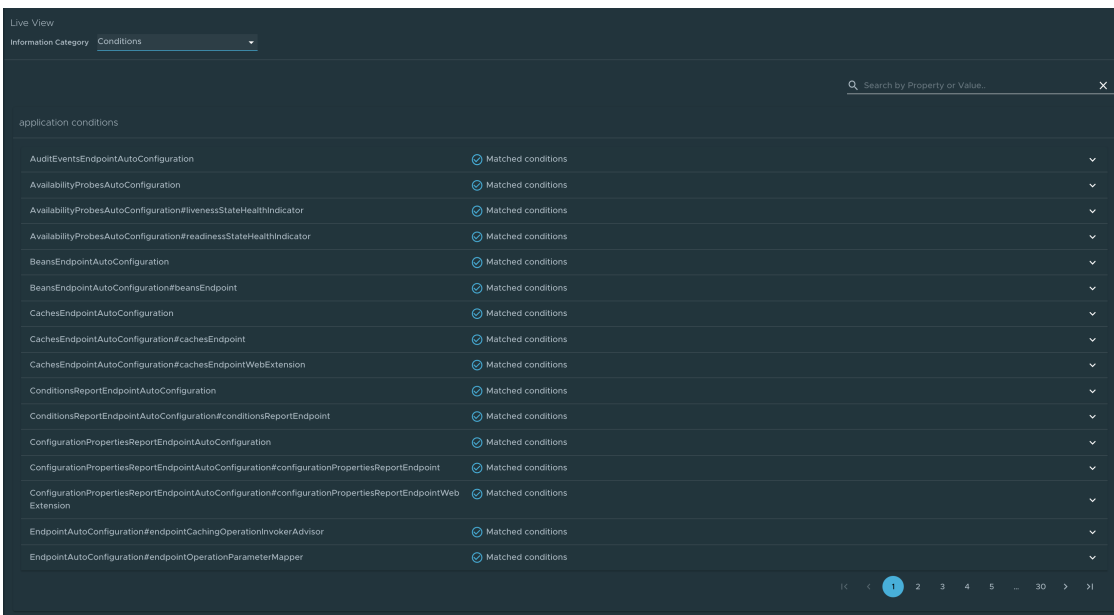 Live View
Information Category Conditions
Search by Property or Value..
application conditions
AuditEventsEndpointAutoConfiguration Matched conditions
AvailabilityProbesAutoConfiguration Matched conditions
AvailabilityProbesAutoConfiguration#livenessStateHealthIndicator Matched conditions
AvailabilityProbesAutoConfiguration#readinessStateHealthIndicator Matched conditions
BeansEndpointAutoConfiguration Matched conditions
BeansEndpointAutoConfiguration#beansEndpoint Matched conditions
CachesEndpointAutoConfiguration Matched conditions
CachesEndpointAutoConfiguration#cachesEndpoint Matched conditions
CachesEndpointAutoConfiguration#cachesEndpointWebExtension Matched conditions
ConditionsReportEndpointAutoConfiguration Matched conditions
ConditionsReportEndpointAutoConfiguration#conditionsReportEndpoint Matched conditions
ConfigurationPropertiesReportEndpointAutoConfiguration Matched conditions
ConfigurationPropertiesReportEndpointAutoConfiguration#configurationPropertiesReportEndpoint Matched conditions
ConfigurationPropertiesReportEndpointAutoConfiguration#configurationPropertiesReportEndpointWeb Matched conditions
Extension
EndpointAutoConfiguration#endpointCachingOperationInvokerAdvisor Matched conditions
EndpointAutoConfiguration#endpointOperationParameterMapper Matched conditions
1 2 3 4 5 ... 30